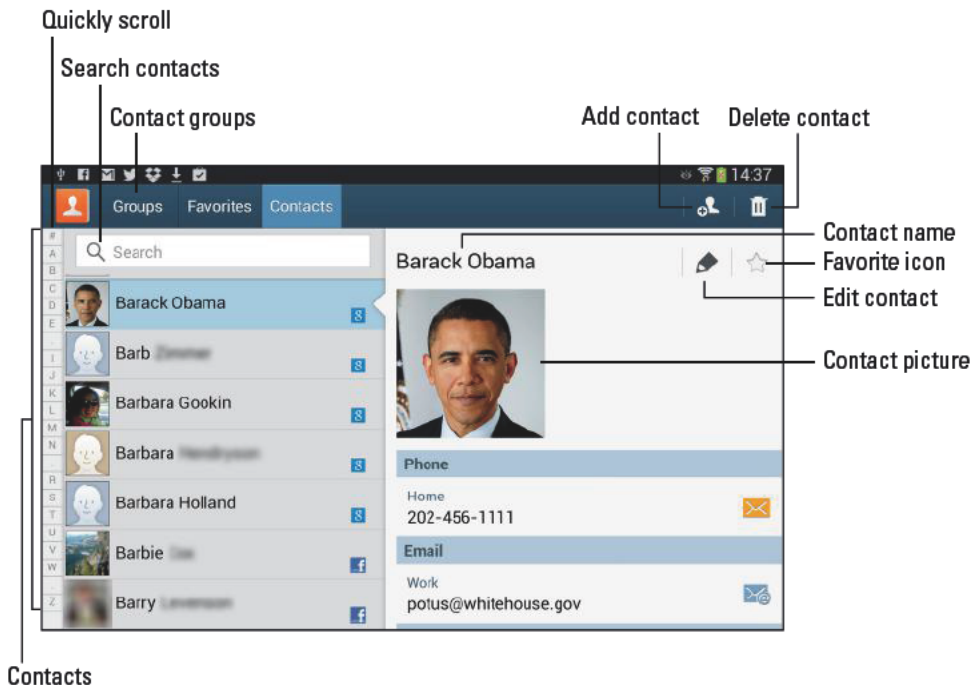 Quickly scroll
Search contacts
Contact groups
Add contact
Delete contact
14:37
Groups
Favorites
Contacts
Search
#
A
B
C
D
E
.
I
J
K
L
M
N
.
R
S
T
U
V
W
.
Z
Barack Obama
Barb
Barbara Gookin
Barbara
Barbara Holland
Barbie
Barry
Barack Obama
Phone
Home
202-456-1111
Email
Work
potus@whitehouse.gov
Contact name
Favorite icon
Edit contact
Contact picture
Contacts